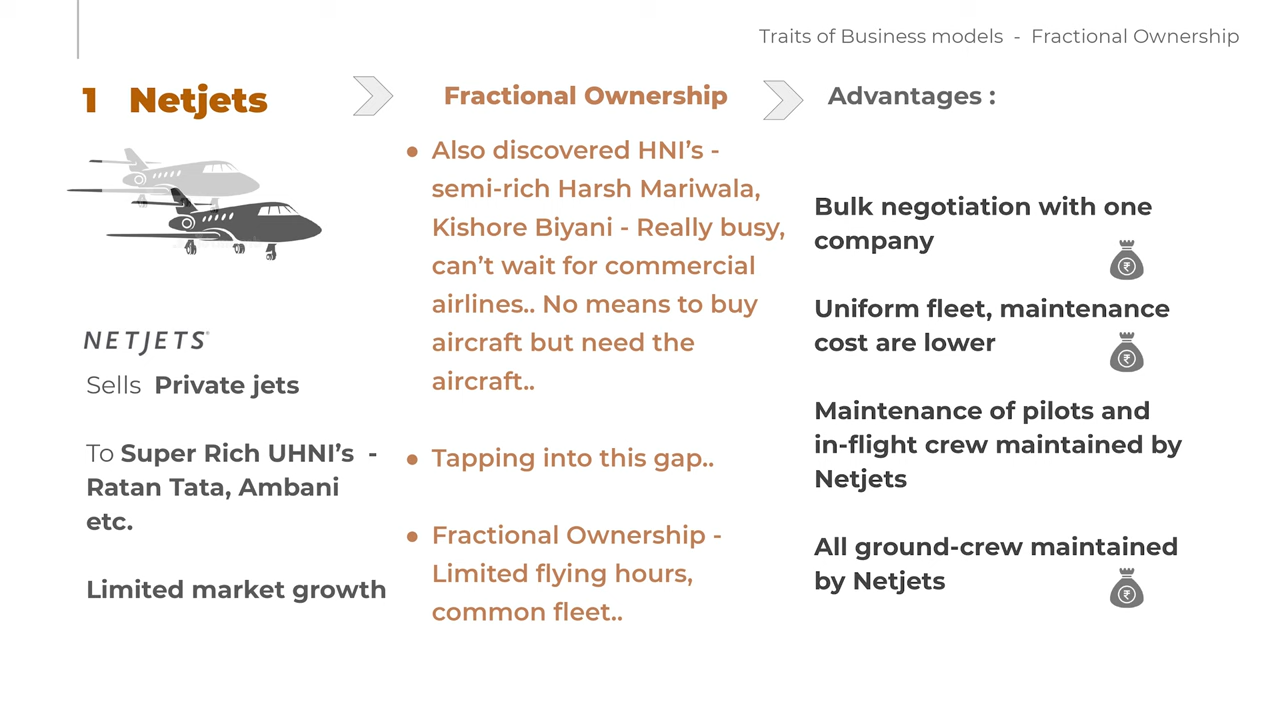 Traits of Business models - Fractional Ownership
1 Netjets
NETJETS
Sells Private jets
To Super Rich UHNI's -
Ratan Tata, Ambani
etc.
Limited market growth
Fractional Ownership
● Also discovered HNI's -
semi-rich Harsh Mariwala,
Kishore Biyani - Really busy,
can't wait for commercial
airlines.. No means to buy
aircraft but need the
aircraft..
● Tapping into this gap..
● Fractional Ownership -
Limited flying hours,
common fleet..
Advantages :
Bulk negotiation with one
company
₹
Uniform fleet, maintenance
cost are lower
₹
Maintenance of pilots and
in-flight crew maintained by
Netjets
All ground-crew maintained
by Netjets
₹